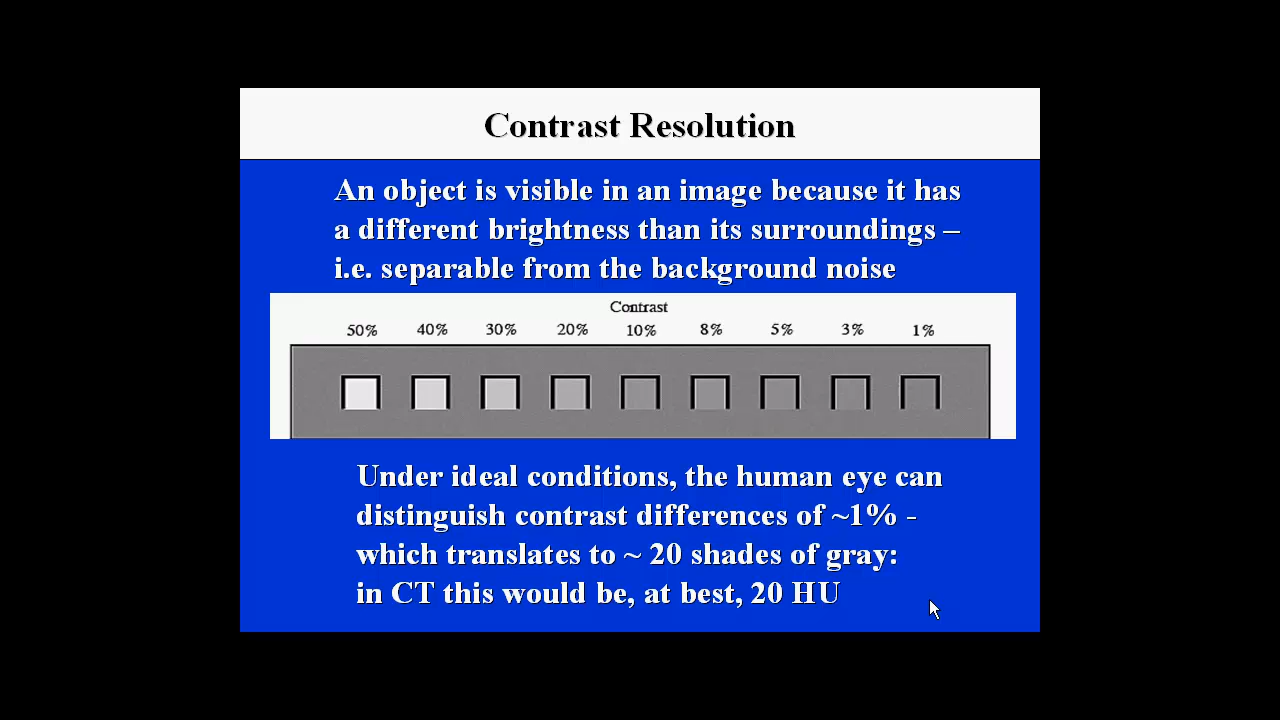 Contrast Resolution
An object is visible in an image because it has
a different brightness than its surroundings –
i.e. separable from the background noise
Contrast
50% 40% 30% 20% 10% 8% 5% 3% 1%
Under ideal conditions, the human eye can
distinguish contrast differences of ~1% -
which translates to ~ 20 shades of gray:
in CT this would be, at best, 20 HU